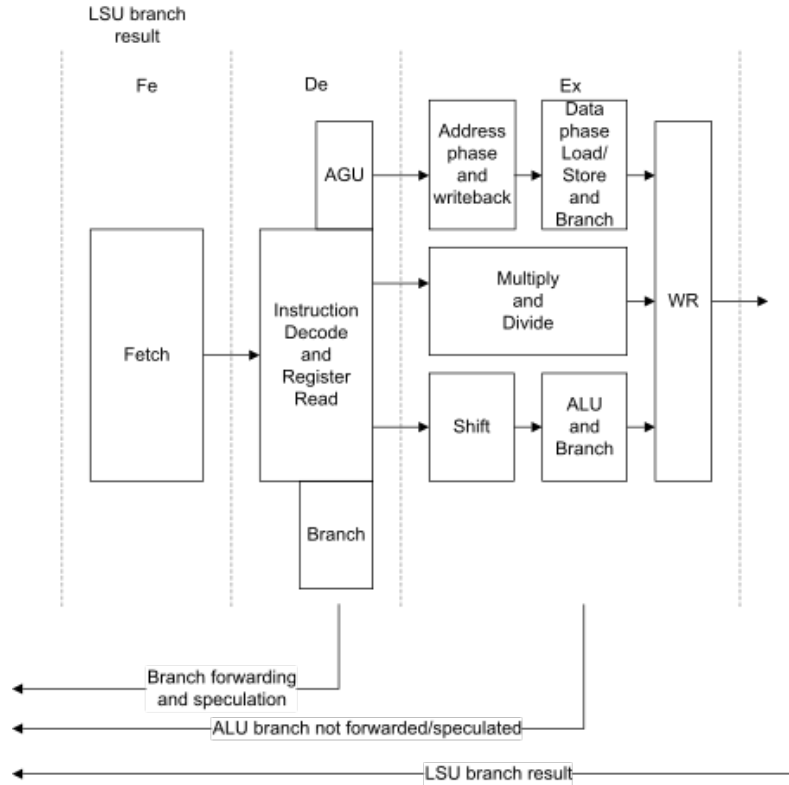 LSU branch
result
Fe
De
Ex
AGU
Address
phase
and
writeback
Data
phase
Load/
Store
and
Branch
Fetch
Instruction
Decode
and
Register
Read
Multiply
and
Divide
WR
Shift
ALU
and
Branch
Branch
Branch forwarding
and speculation
ALU branch not forwarded/speculated
LSU branch result